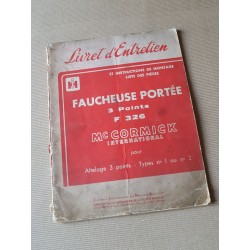 Livret d'Entretien
ET INSTRUCTIONS DE MONTAGE
LISTE DES PIÈCES
FAUCHEUSE PORTÉE
3 Points
F 326
McCORMICK
INTERNATIONAL
pour
Attelage 3 points - Types n° 1 ou n° 2